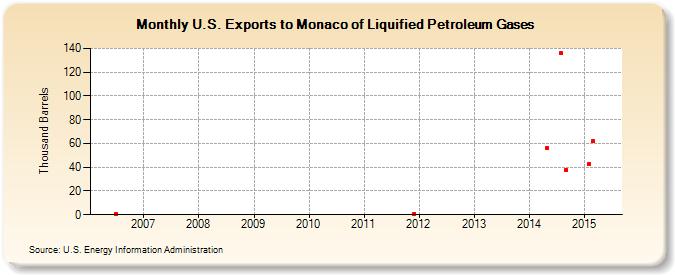 Monthly U.S. Exports to Monaco of Liquified Petroleum Gases
Thousand Barrels
140
120
100
80
60
40
20
0
2007 2008 2009 2010 2011 2012 2013 2014 2015
Source: U.S. Energy Information Administration